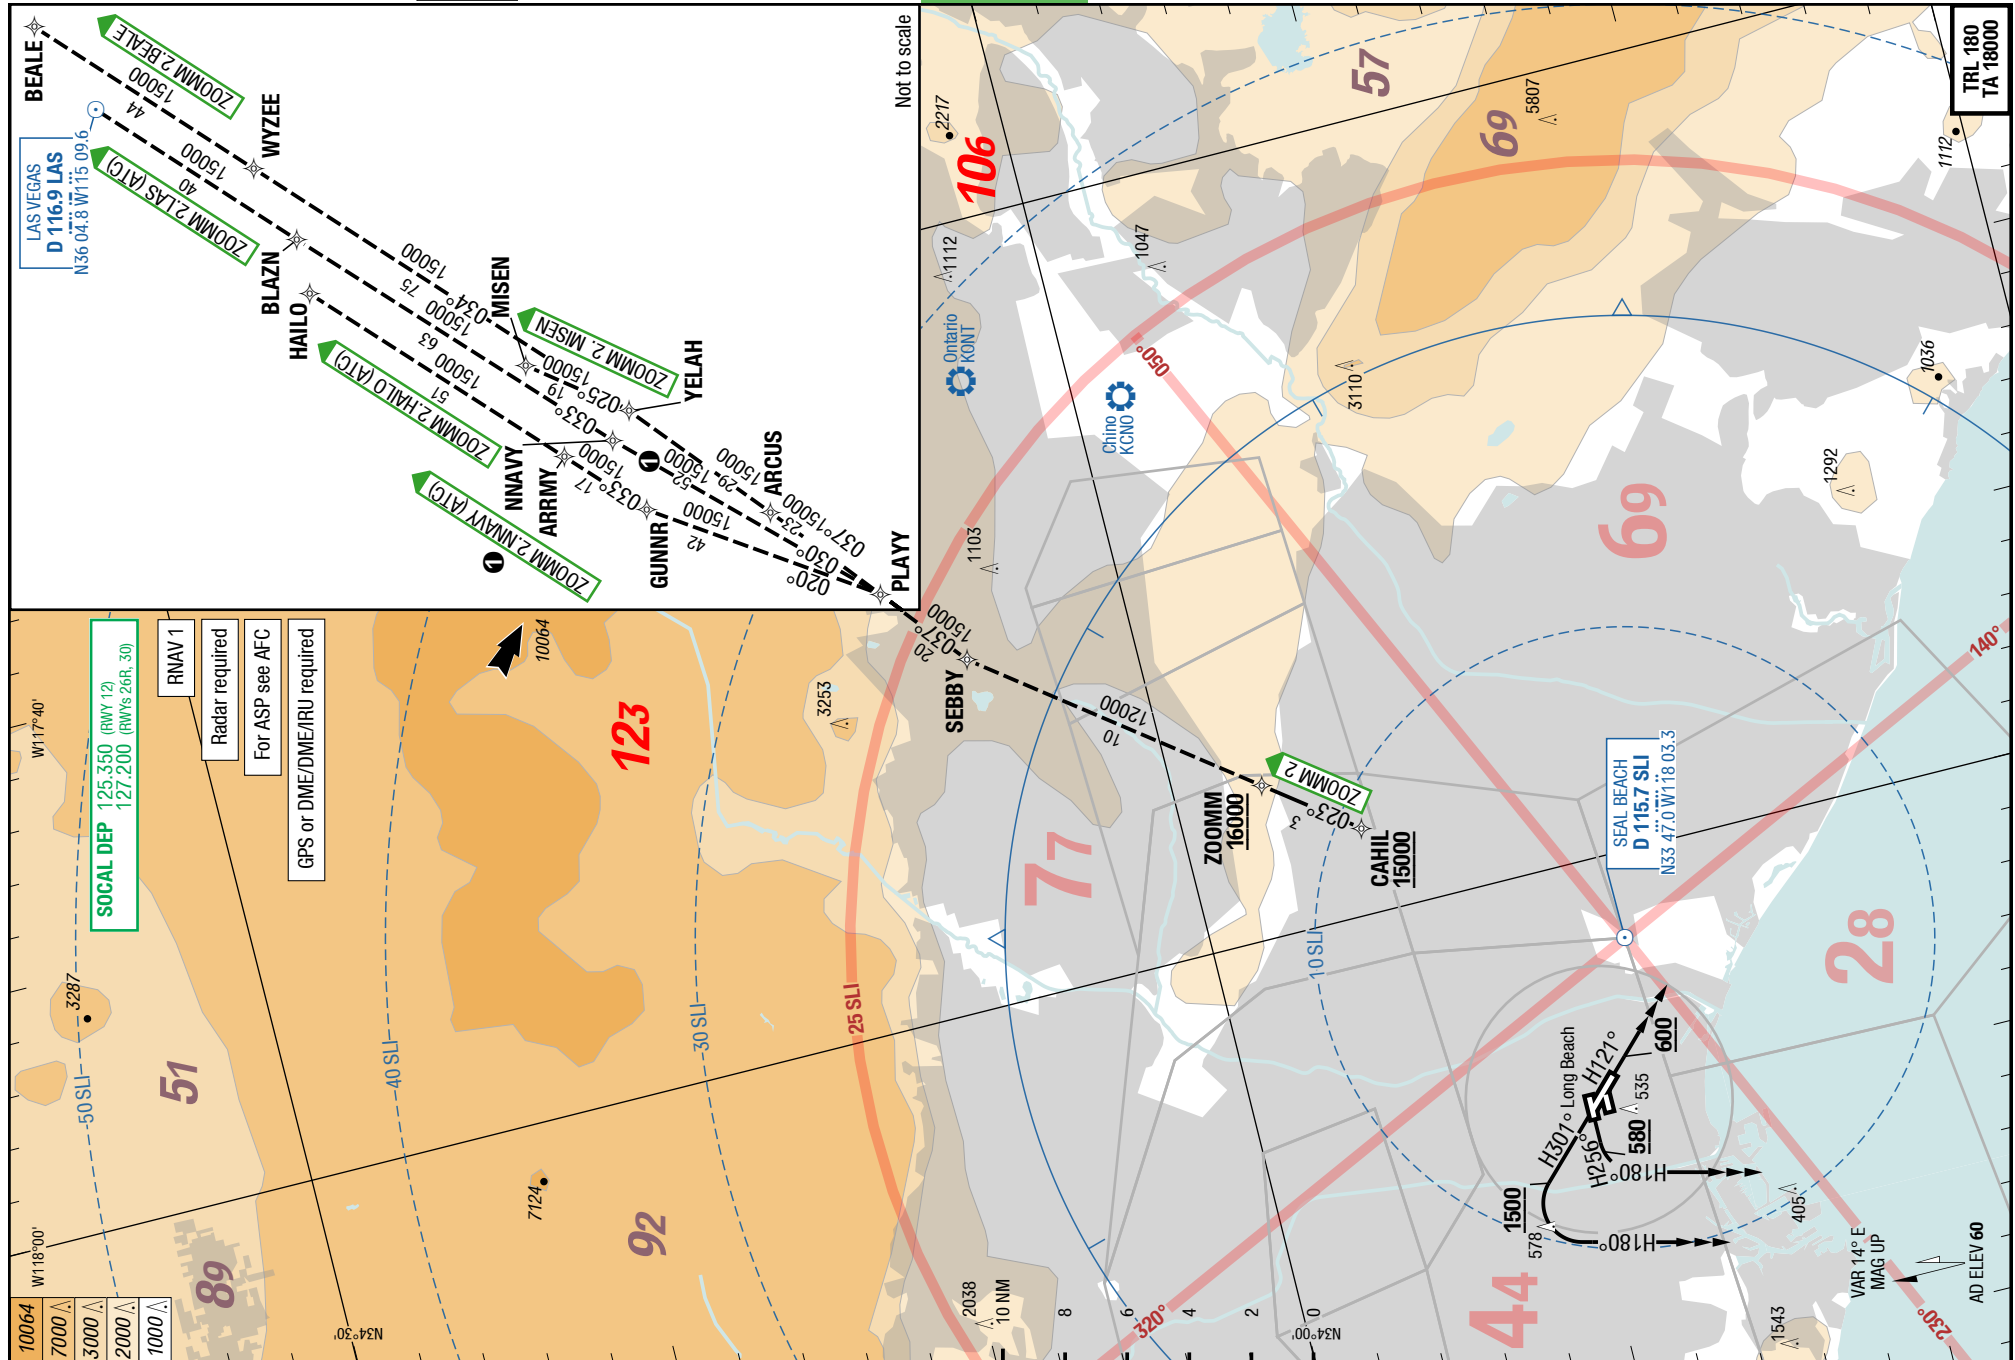 BEALE
ZOOMM 2.BEALE
15000
44
LAS VEGAS
D 116.9 LAS
N36 04.8 W115 09.6
WYZEE
ZOOMM 2.LAS (ATC)
15000
40
BLAZN
HAILO
15000
75
034°
MISEN
ZOOMM 2. MISEN
15000
63
15000
19
025°
YELAH
ZOOMM 2.HAILO (ATC)
15000
51
033°
NNAVY
ARRMY
15000
17
033°
GUNNR
1
15000
52
15000
29
ARCUS
15000
23
037°
15000
42
030°
020°
ZOOMM 2.NNAVY (ATC)
1
PLAYY
Not to scale
SOCAL DEP 125.350 (RWY 12)
127.200 (RWYs 26R, 30)
RNAV 1
Radar required
For ASP see AFC
GPS or DME/DME/IRU required
TRL 180
TA 18000
W117°40'
W118°00'
N34°30'
N34°00'
10064
7000
3000
2000
1000
3287
50 SLI
40 SLI
30 SLI
25 SLI
10 SLI
51
89
92
123
77
44
28
69
69
57
106
10064
3253
7124
2038
2217
1112
1047
1103
3110
5807
1112
1036
1292
Ontario
KONT
Chino
KCNO
050°
140°
230°
320°
037°
15000
20
SEBBY
12000
10
ZOOMM
16000
ZOOMM 2
023°
3
CAHIL
15000
SEAL BEACH
D 115.7 SLI
N33 47.0 W118 03.3
Long Beach
H121°
600
535
H301°
H256°
580
H180°
H180°
1500
578
405
1543
10 NM
8
6
4
2
0
VAR 14° E
MAG UP
AD ELEV 60